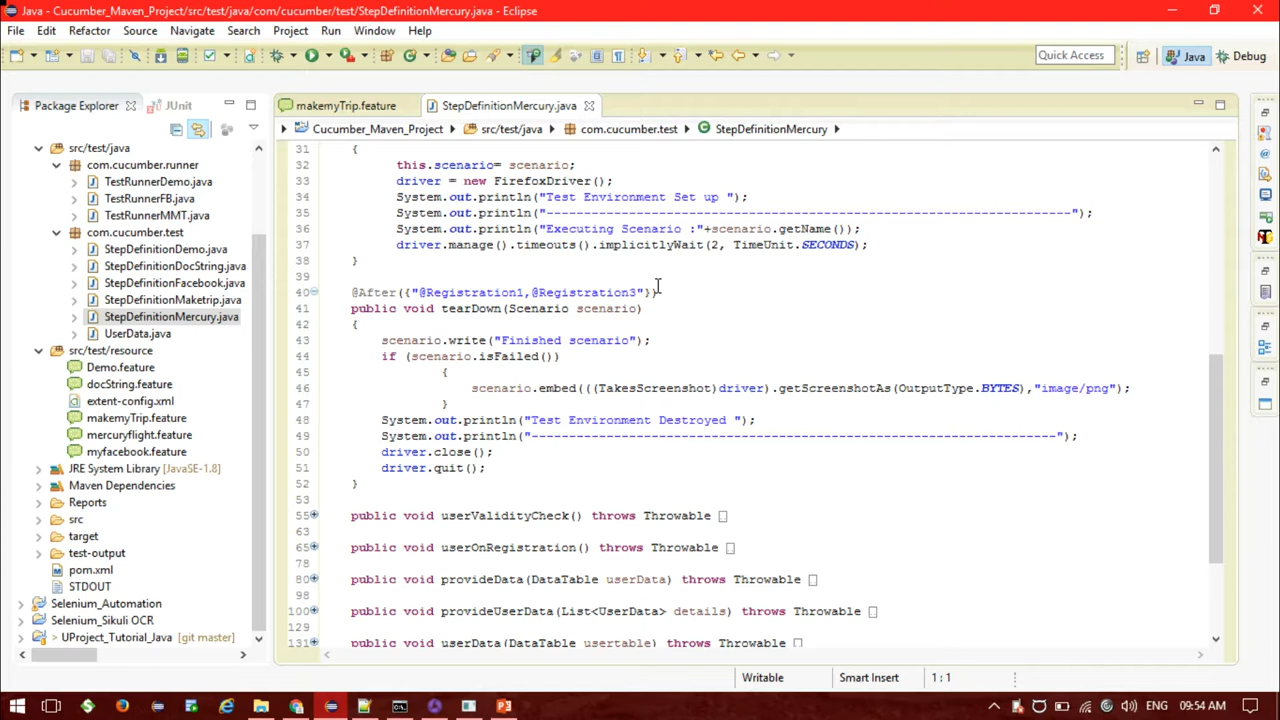 Java - Cucumber_Maven_Project/src/test/java/com/cucumber/test/StepDefinitionMercury.java - Eclipse
File Edit Refactor Source Navigate Search Project Run Window Help
Quick Access Java Debug
Package Explorer JUnit
makemyTrip.feature StepDefinitionMercury.java
Cucumber_Maven_Project src/test/java com.cucumber.test StepDefinitionMercury
src/test/java
com.cucumber.runner
TestRunnerDemo.java
TestRunnerFB.java
TestRunnerMMT.java
com.cucumber.test
StepDefinitionDemo.java
StepDefinitionDocString.java
StepDefinitionFacebook.java
StepDefinitionMaketrip.java
StepDefinitionMercury.java
UserData.java
src/test/resource
Demo.feature
docString.feature
extent-config.xml
makemyTrip.feature
mercuryflight.feature
myfacebook.feature
JRE System Library [JavaSE-1.8]
Maven Dependencies
Reports
src
target
test-output
pom.xml
STDOUT
Selenium_Automation
Selenium_Sikuli OCR
> UProject_Tutorial_Java [git master]
31 {
32 this.scenario= scenario;
33 driver = new FirefoxDriver();
34 System.out.println("Test Environment Set up ");
35 System.out.println("----------------------------------------------------------------------");
36 System.out.println("Executing Scenario :"+scenario.getName());
37 driver.manage().timeouts().implicitlyWait(2, TimeUnit.SECONDS);
38 }
39
40 @After({"@Registration1,@Registration3"})
41 public void tearDown(Scenario scenario)
42 {
43 scenario.write("Finished scenario");
44 if (scenario.isFailed())
45 {
46 scenario.embed(((TakesScreenshot)driver).getScreenshotAs(OutputType.BYTES),"image/png");
47 }
48 System.out.println("Test Environment Destroyed ");
49 System.out.println("----------------------------------------------------------------------");
50 driver.close();
51 driver.quit();
52 }
53
55 public void userValidityCheck() throws Throwable
63
65 public void userOnRegistration() throws Throwable
78
80 public void provideData(DataTable userData) throws Throwable
98
100 public void provideUserData(List<UserData> details) throws Throwable
129
131 public void userData(DataTable usertable) throws Throwable
Writable Smart Insert 1 : 1
ENG 09:54 AM